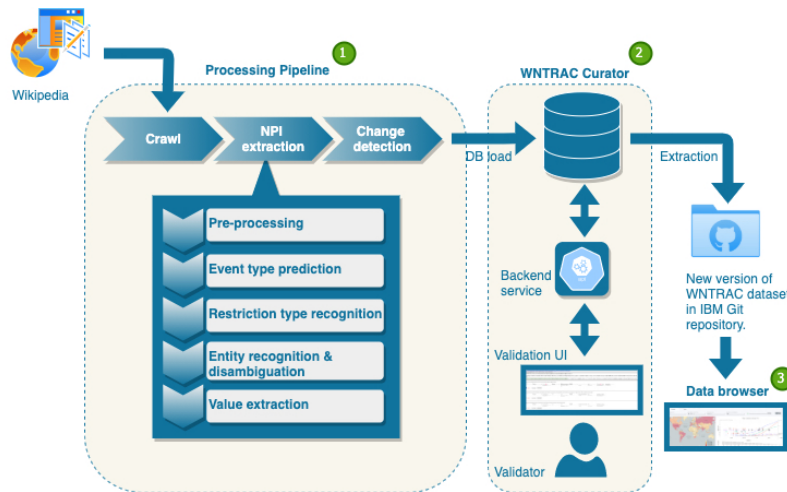 Wikipedia
Processing Pipeline
1
Crawl
NPI
extraction
Change
detection
Pre-processing
Event type prediction
Restriction type recognition
Entity recognition &
disambiguation
Value extraction
DB load
WNTRAC Curator
2
Backend
service
Validation UI
Validator
Extraction
New version of
WNTRAC dataset
in IBM Git
repository.
3
Data browser